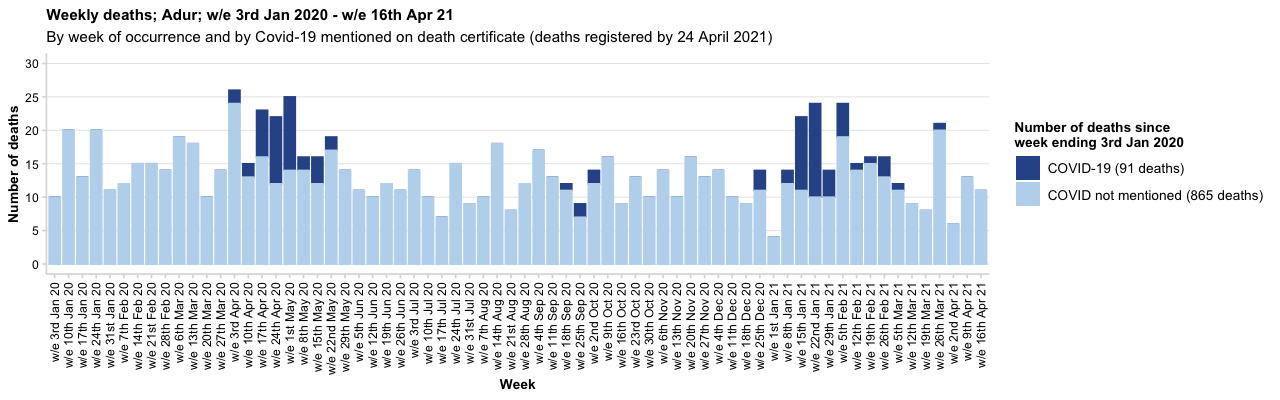 Weekly deaths; Adur; w/e 3rd Jan 2020 - w/e 16th Apr 21
By week of occurrence and by Covid-19 mentioned on death certificate (deaths registered by 24 April 2021)
Number of deaths
30
25
20
15
10
5
0
w/e 3rd Jan 20
w/e 10th Jan 20
w/e 17th Jan 20
w/e 24th Jan 20
w/e 31st Jan 20
w/e 7th Feb 20
w/e 14th Feb 20
w/e 21st Feb 20
w/e 28th Feb 20
w/e 6th Mar 20
w/e 13th Mar 20
w/e 20th Mar 20
w/e 27th Mar 20
w/e 3rd Apr 20
w/e 10th Apr 20
w/e 17th Apr 20
w/e 24th Apr 20
w/e 1st May 20
w/e 8th May 20
w/e 15th May 20
w/e 22nd May 20
w/e 29th May 20
w/e 5th Jun 20
w/e 12th Jun 20
w/e 19th Jun 20
w/e 26th Jun 20
w/e 3rd Jul 20
w/e 10th Jul 20
w/e 17th Jul 20
w/e 24th Jul 20
w/e 31st Jul 20
w/e 7th Aug 20
w/e 14th Aug 20
w/e 21st Aug 20
w/e 28th Aug 20
w/e 4th Sep 20
w/e 11th Sep 20
w/e 18th Sep 20
w/e 25th Sep 20
w/e 2nd Oct 20
w/e 9th Oct 20
w/e 16th Oct 20
w/e 23rd Oct 20
w/e 30th Oct 20
w/e 6th Nov 20
w/e 13th Nov 20
w/e 20th Nov 20
w/e 27th Nov 20
w/e 4th Dec 20
w/e 11th Dec 20
w/e 18th Dec 20
w/e 25th Dec 20
w/e 1st Jan 21
w/e 8th Jan 21
w/e 15th Jan 21
w/e 22nd Jan 21
w/e 29th Jan 21
w/e 5th Feb 21
w/e 12th Feb 21
w/e 19th Feb 21
w/e 26th Feb 21
w/e 5th Mar 21
w/e 12th Mar 21
w/e 19th Mar 21
w/e 26th Mar 21
w/e 2nd Apr 21
w/e 9th Apr 21
w/e 16th Apr 21
Week
Number of deaths since
week ending 3rd Jan 2020
COVID-19 (91 deaths)
COVID not mentioned (865 deaths)